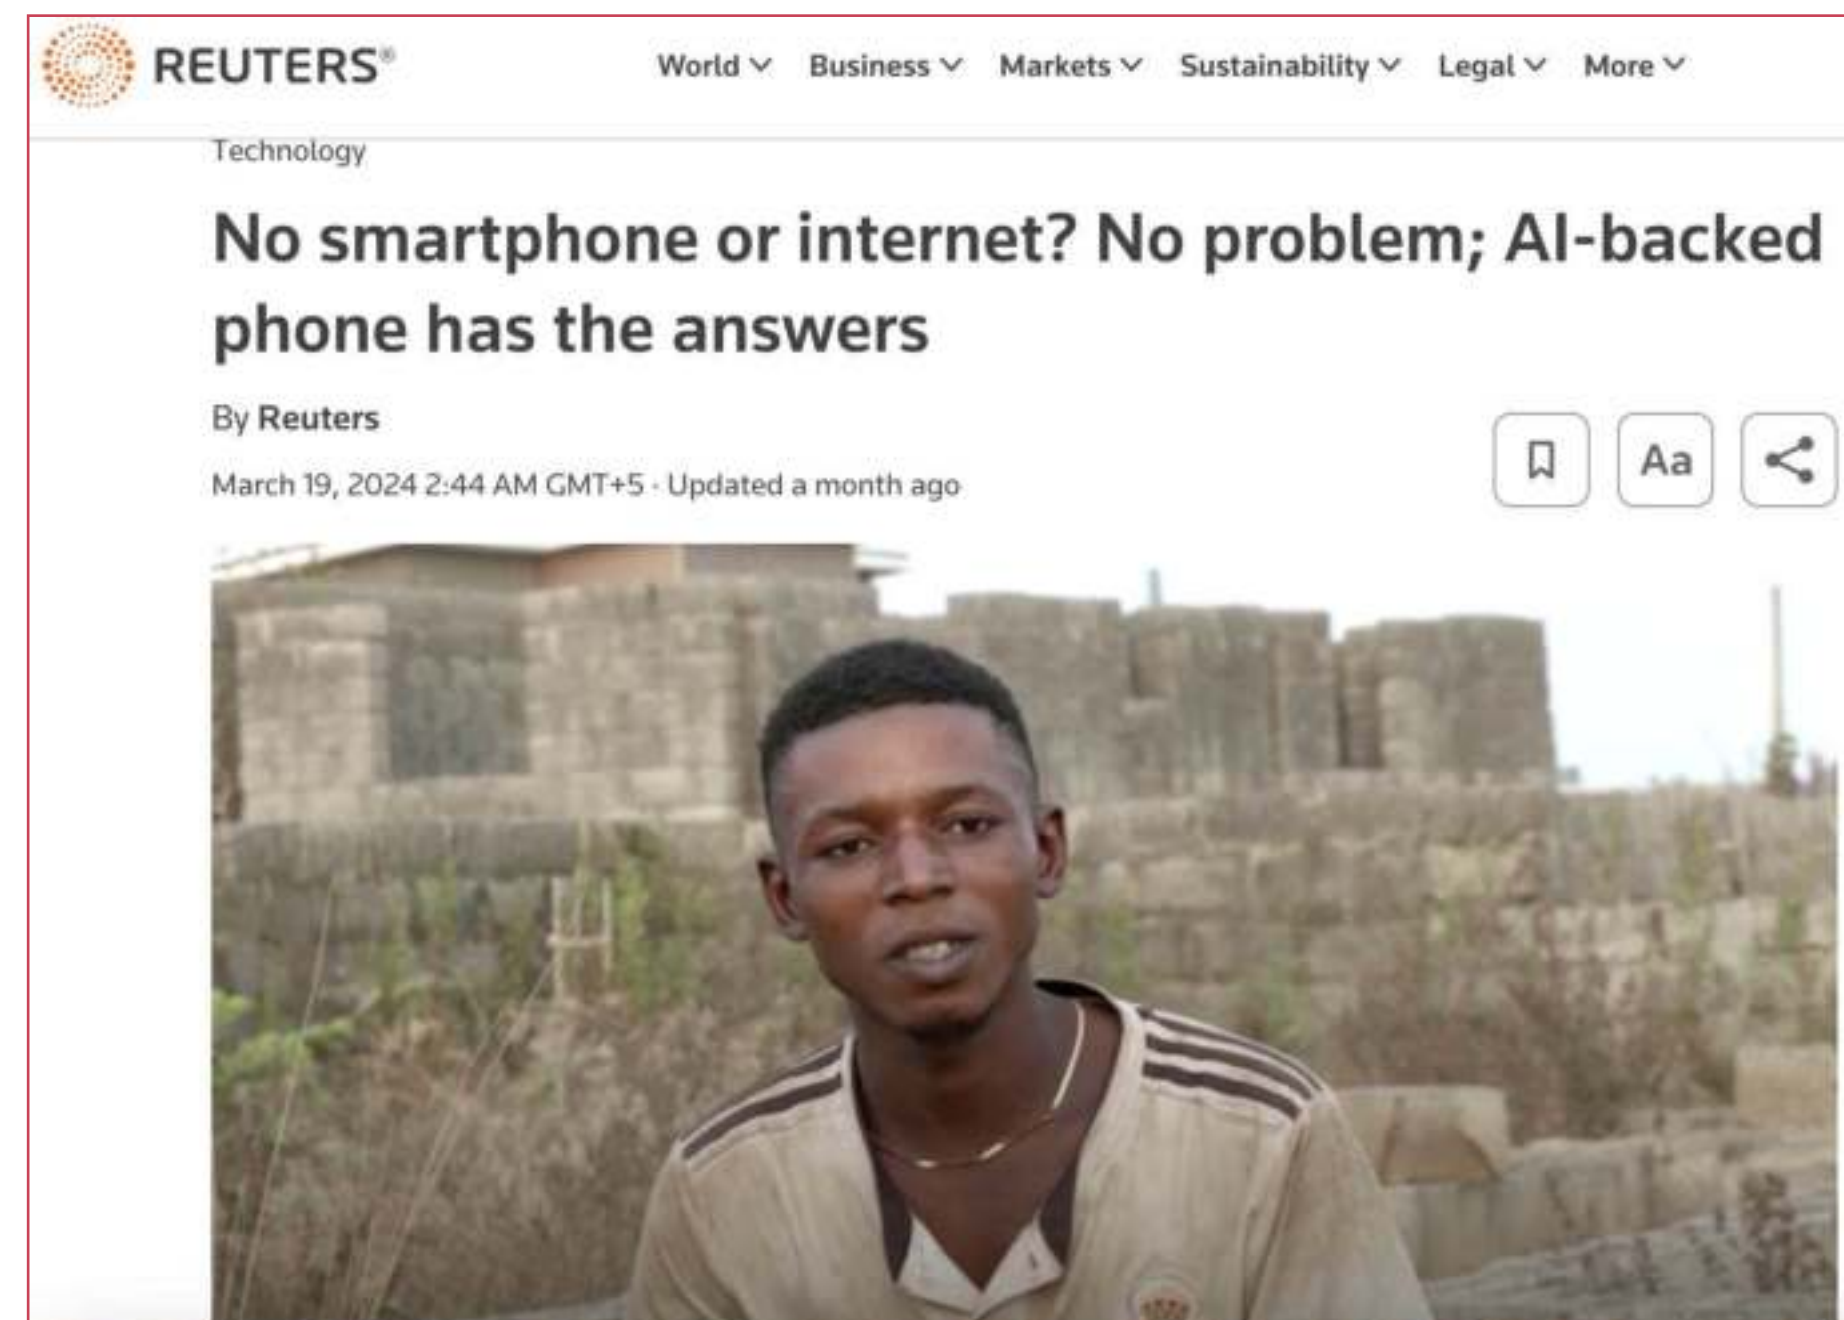 REUTERS®
World Business Markets Sustainability Legal More
Technology
No smartphone or internet? No problem; AI-backed
phone has the answers
By Reuters
March 19, 2024 2:44 AM GMT+5 · Updated a month ago
Aa